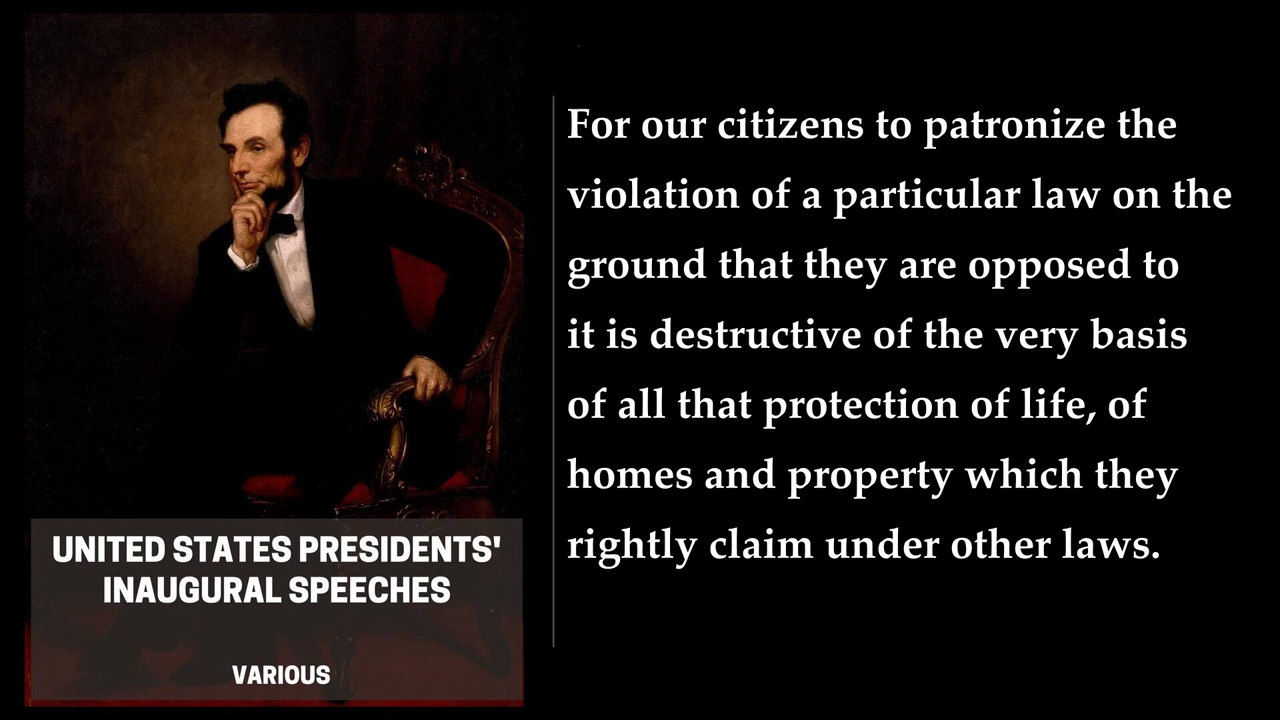 For our citizens to patronize the
violation of a particular law on the
ground that they are opposed to
it is destructive of the very basis
of all that protection of life, of
homes and property which they
rightly claim under other laws.
UNITED STATES PRESIDENTS'
INAUGURAL SPEECHES
VARIOUS